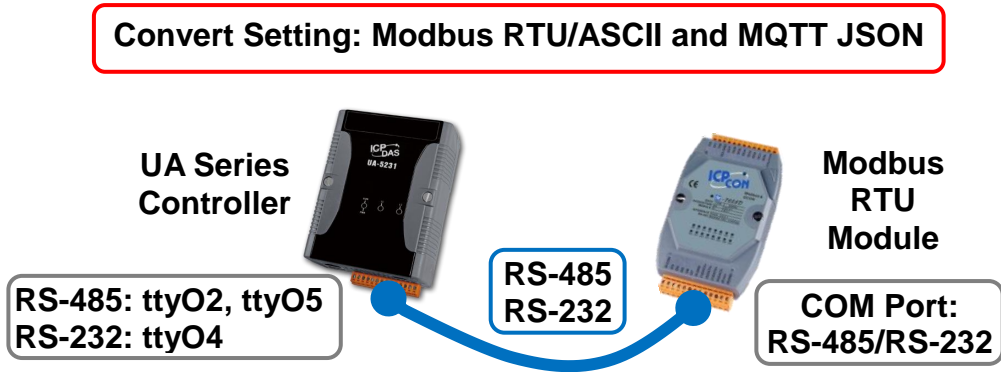 Convert Setting: Modbus RTU/ASCII and MQTT JSON
UA Series
Controller
ICP
DAS
UA-5231
ICP
CON
CE
Modbus
RTU
Module
RS-485: ttyO2, ttyO5
RS-232: ttyO4
RS-485
RS-232
COM Port:
RS-485/RS-232